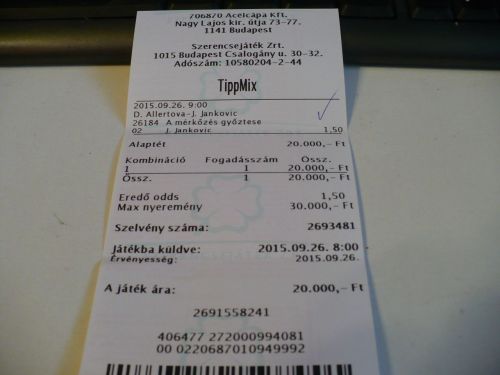 706870 Acélcápa Kft.
Nagy Lajos kir. útja 73-77.
1141 Budapest
Szerencsejáték Zrt.
1015 Budapest Csalogány u. 30-32.
Adószám: 10580204-2-44
TippMix
2015.09.26. 9:00
D. Allertova-J. Jankovic
26184 A mérkőzés győztese
02 J. Jankovic 1,50
Alaptét 20.000,- Ft
Kombináció Fogadásszám Össz.
1 1 20.000,- Ft
Össz. 1 20.000,- Ft
Eredő odds 1,50
Max nyeremény 30.000,- Ft
Szelvény száma: 2693481
Játékba küldve: 2015.09.26. 8:00
Érvényesség: 2015.09.26.
A játék ára: 20.000,- Ft
2691558241
406477 272000994081
00 0220687010949992